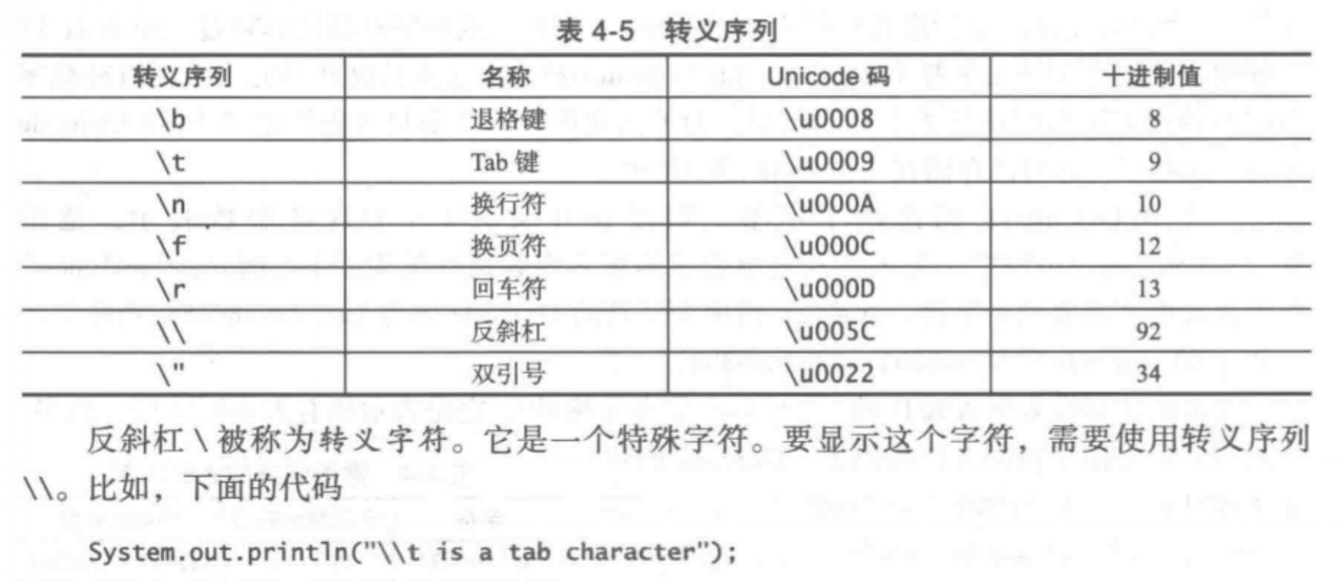 表 4-5 转义序列
转义序列 名称 Unicode 码 十进制值
\b 退格键 \u0008 8
\t Tab 键 \u0009 9
\n 换行符 \u000A 10
\f 换页符 \u000C 12
\r 回车符 \u000D 13
\\ 反斜杠 \u005C 92
\" 双引号 \u0022 34
反斜杠 \ 被称为转义字符。它是一个特殊字符。要显示这个字符，需要使用转义序列
\\。比如，下面的代码
System.out.println("\\t is a tab character");